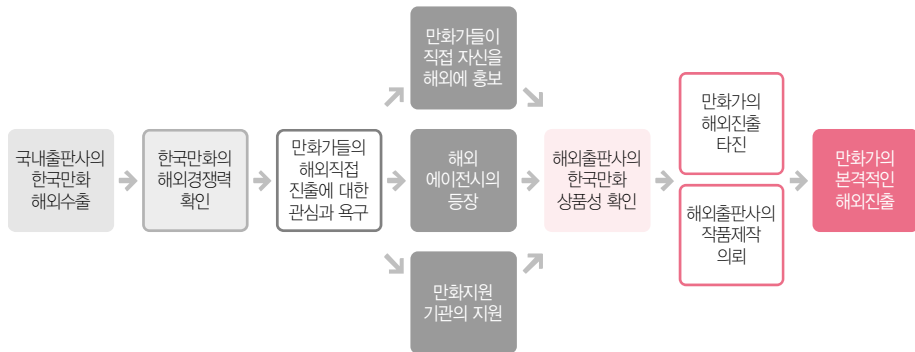 국내출판사의
한국만화
해외수출
한국만화의
해외경쟁력
확인
만화가들의
해외직접
진출에 대한
관심과 욕구
만화가들이
직접 자신을
해외에 홍보
해외
에이전시의
등장
만화지원
기관의 지원
해외출판사의
한국만화
상품성 확인
만화가의
해외진출
타진
해외출판사의
작품제작
의뢰
만화가의
본격적인
해외진출